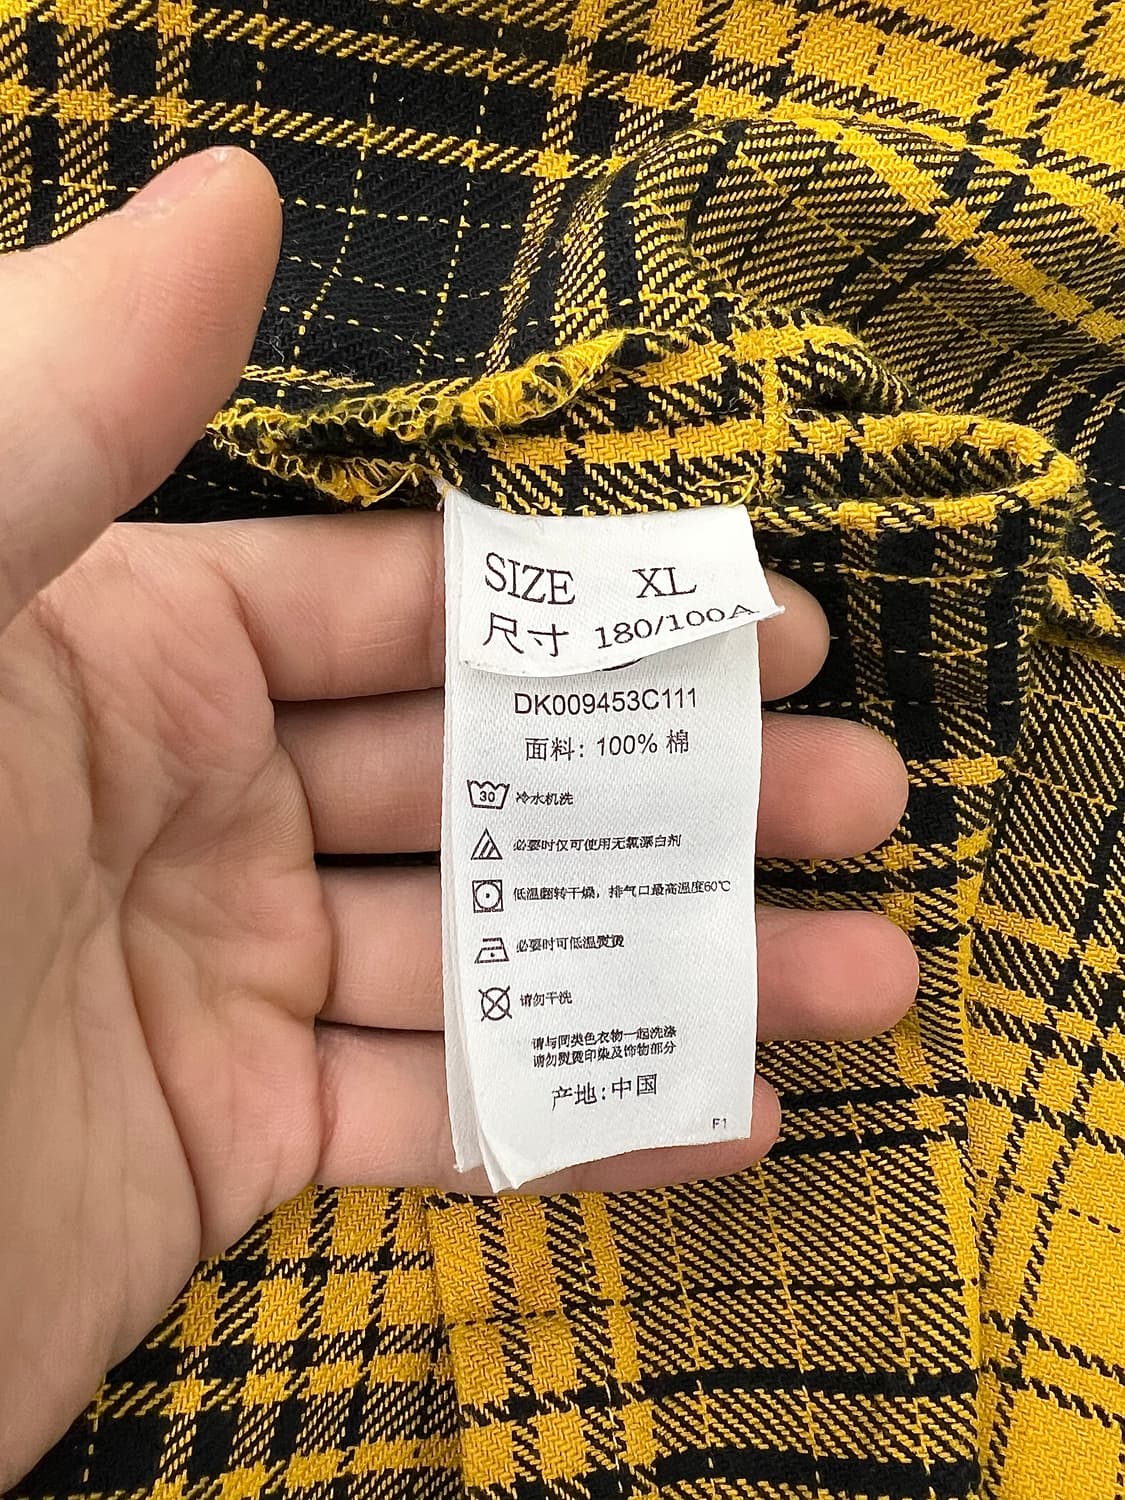 SIZE XL
尺寸 180/100A
DK009453C111
面料: 100% 棉
30 冷水机洗
必要时仅可使用无氯漂白剂
低温翻转干燥，排气口最高温度60℃
必要时可低温熨烫
请勿干洗
请与同类色衣物一起洗涤
请勿熨烫印染及饰物部分
产地:中国
F1